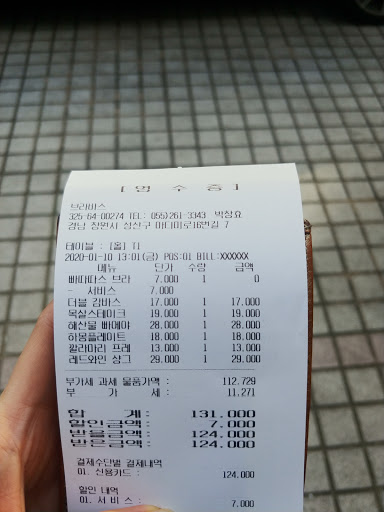 [ 영 수 증 ]
브라바스
325-64-00274 TEL: (055)261-3343 박창효
경남 창원시 성산구 마디미로16번길 7
테이블 : [홀] T1
2020-01-10 13:01(금) POS:01 BILL:XXXXXX
메뉴 단가 수량 금액
빠따따스 브라 7.000 1 0
- 서비스 7.000
더블 감바스 17.000 1 17.000
목살스테이크 19.000 1 19.000
해산물 빠에야 28.000 1 28.000
하몽플레이트 18.000 1 18.000
깔라마리 프레 13.000 1 13.000
레드와인 상그 29.000 1 29.000
부가세 과세 물품가액 : 112.729
부 가 세 : 11.271
합 계 : 131.000
할인금액 : 7.000
받을금액 : 124.000
받은금액 : 124.000
결제수단별 결제내역
01. 신용카드 : 124.000
할인 내역
01. 서비스 : 7.000